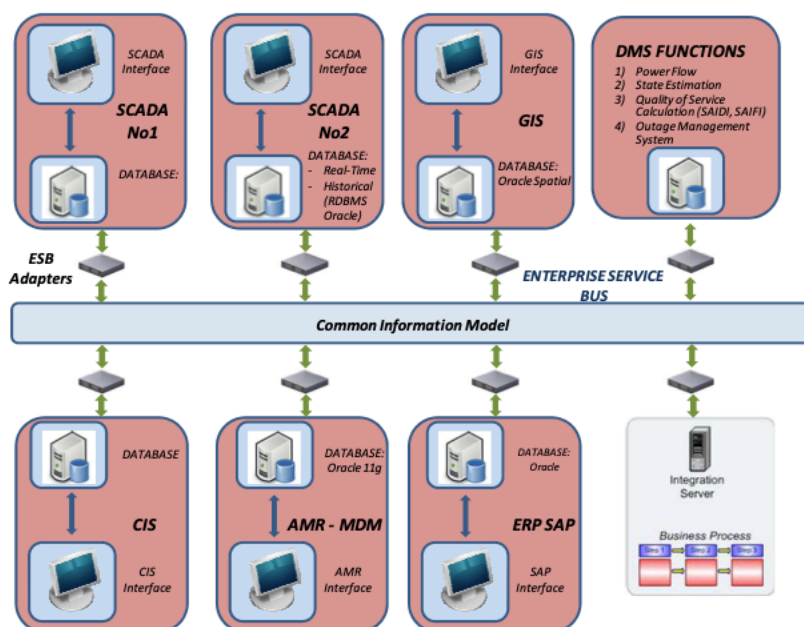 SCADA
Interface
SCADA
No1
DATABASE:
SCADA
Interface
SCADA
No2
DATABASE:
- Real-Time
- Historical
(RDBMS
Oracle)
GIS
Interface
GIS
DATABASE:
Oracle Spatial
DMS FUNCTIONS
1) Power Flow
2) State Estimation
3) Quality of Service
Calculation (SAIDI, SAIFI)
4) Outage Management
System
ESB
Adapters
ENTERPRISE SERVICE
BUS
Common Information Model
DATABASE
CIS
CIS
Interface
DATABASE:
Oracle 11g
AMR - MDM
AMR
Interface
DATABASE:
Oracle
ERP SAP
SAP
Interface
Integration
Server
Business Process
Step 1
Step 2
Step 3